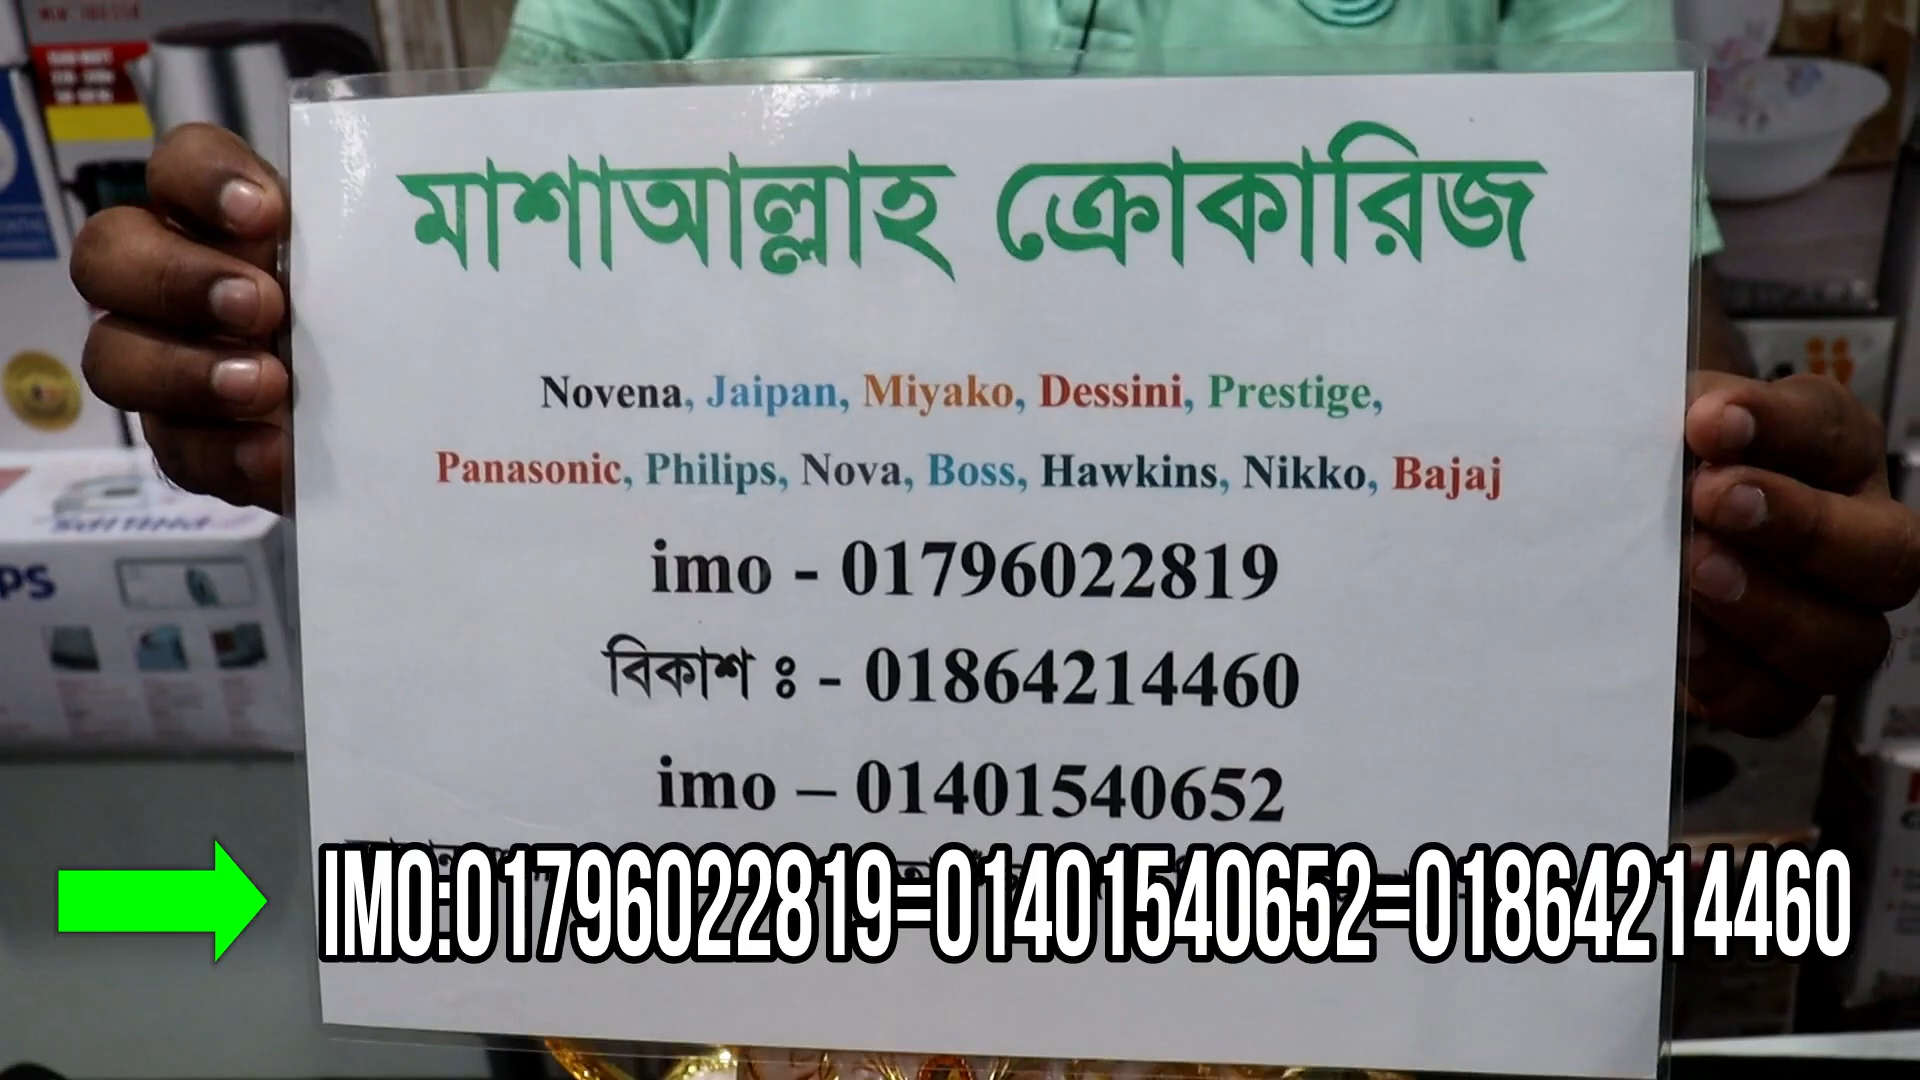 মাশাআল্লাহ ক্রোকারিজ
Novena, Jaipan, Miyako, Dessini, Prestige,
Panasonic, Philips, Nova, Boss, Hawkins, Nikko, Bajaj
imo - 01796022819
বিকাশ ঃ - 01864214460
imo – 01401540652
IMO:01796022819=01401540652=01864214460
PS